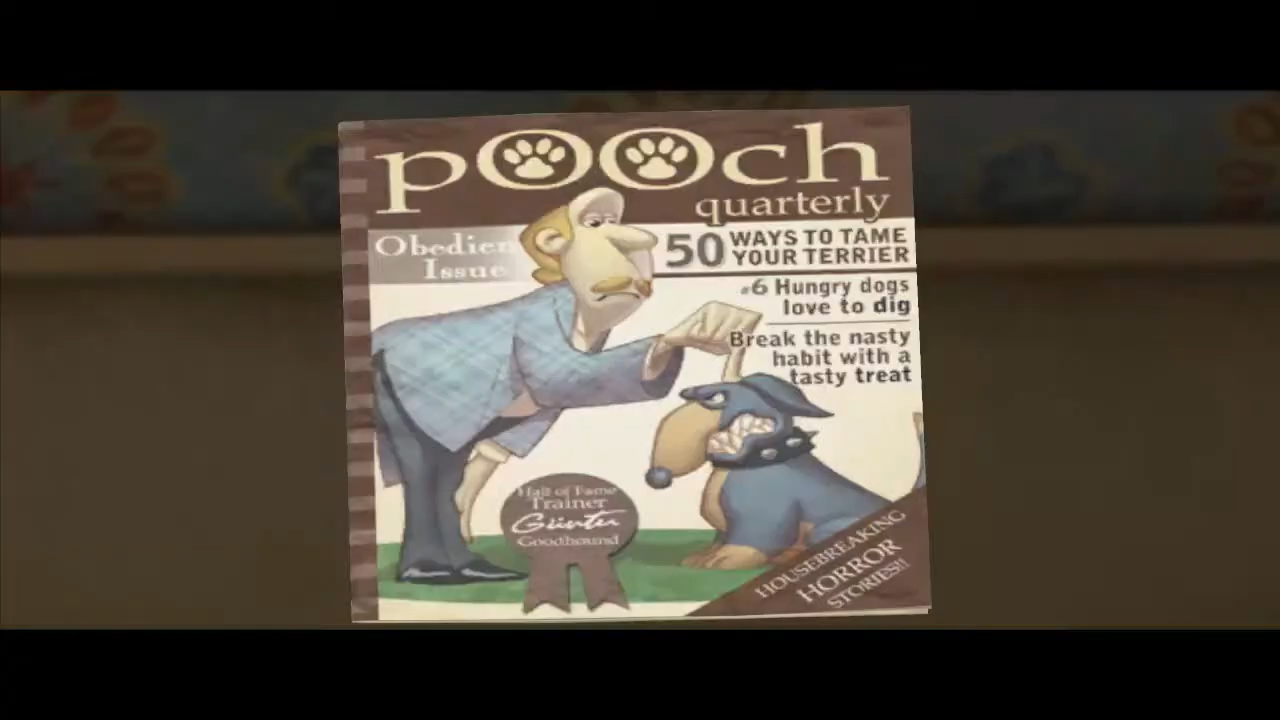 pOOch
quarterly
Obedien
Issue
50 WAYS TO TAME
YOUR TERRIER
#6 Hungry dogs
love to dig
Break the nasty
habit with a
tasty treat
Hall of Fame
Trainer
Günter
Goodhound
HOUSEBREAKING
HORROR
STORIES!!